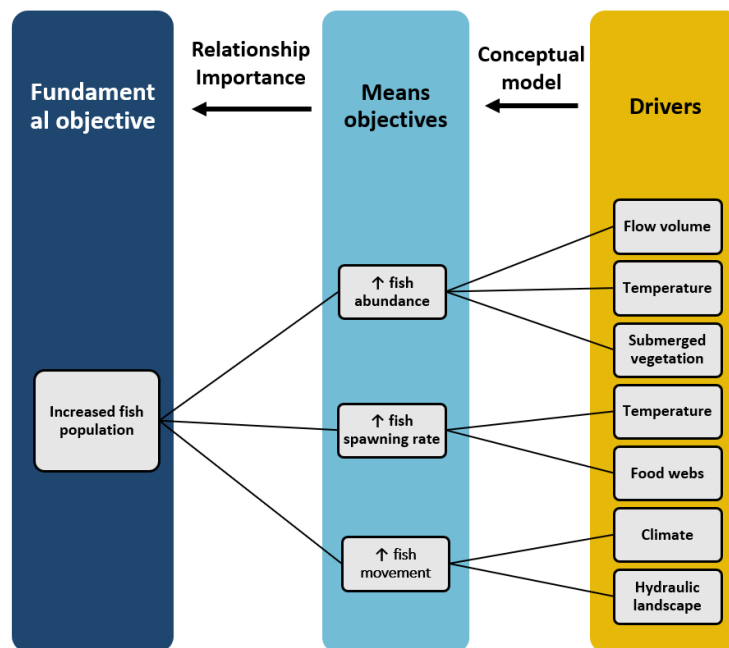 Fundament
al objective
Relationship
Importance
Means
objectives
Conceptual
model
Drivers
Increased fish
population
↑ fish
abundance
↑ fish
spawning rate
↑ fish
movement
Flow volume
Temperature
Submerged
vegetation
Temperature
Food webs
Climate
Hydraulic
landscape